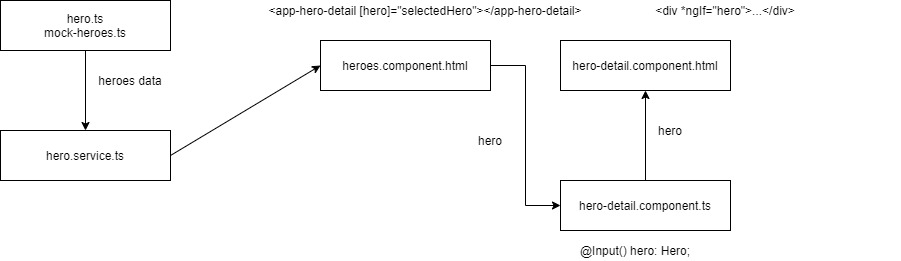 hero.ts
mock-heroes.ts
<app-hero-detail [hero]="selectedHero"></app-hero-detail>
<div *ngIf="hero">...</div>
heroes.component.html
hero-detail.component.html
heroes data
hero
hero
hero.service.ts
hero-detail.component.ts
@Input() hero: Hero;